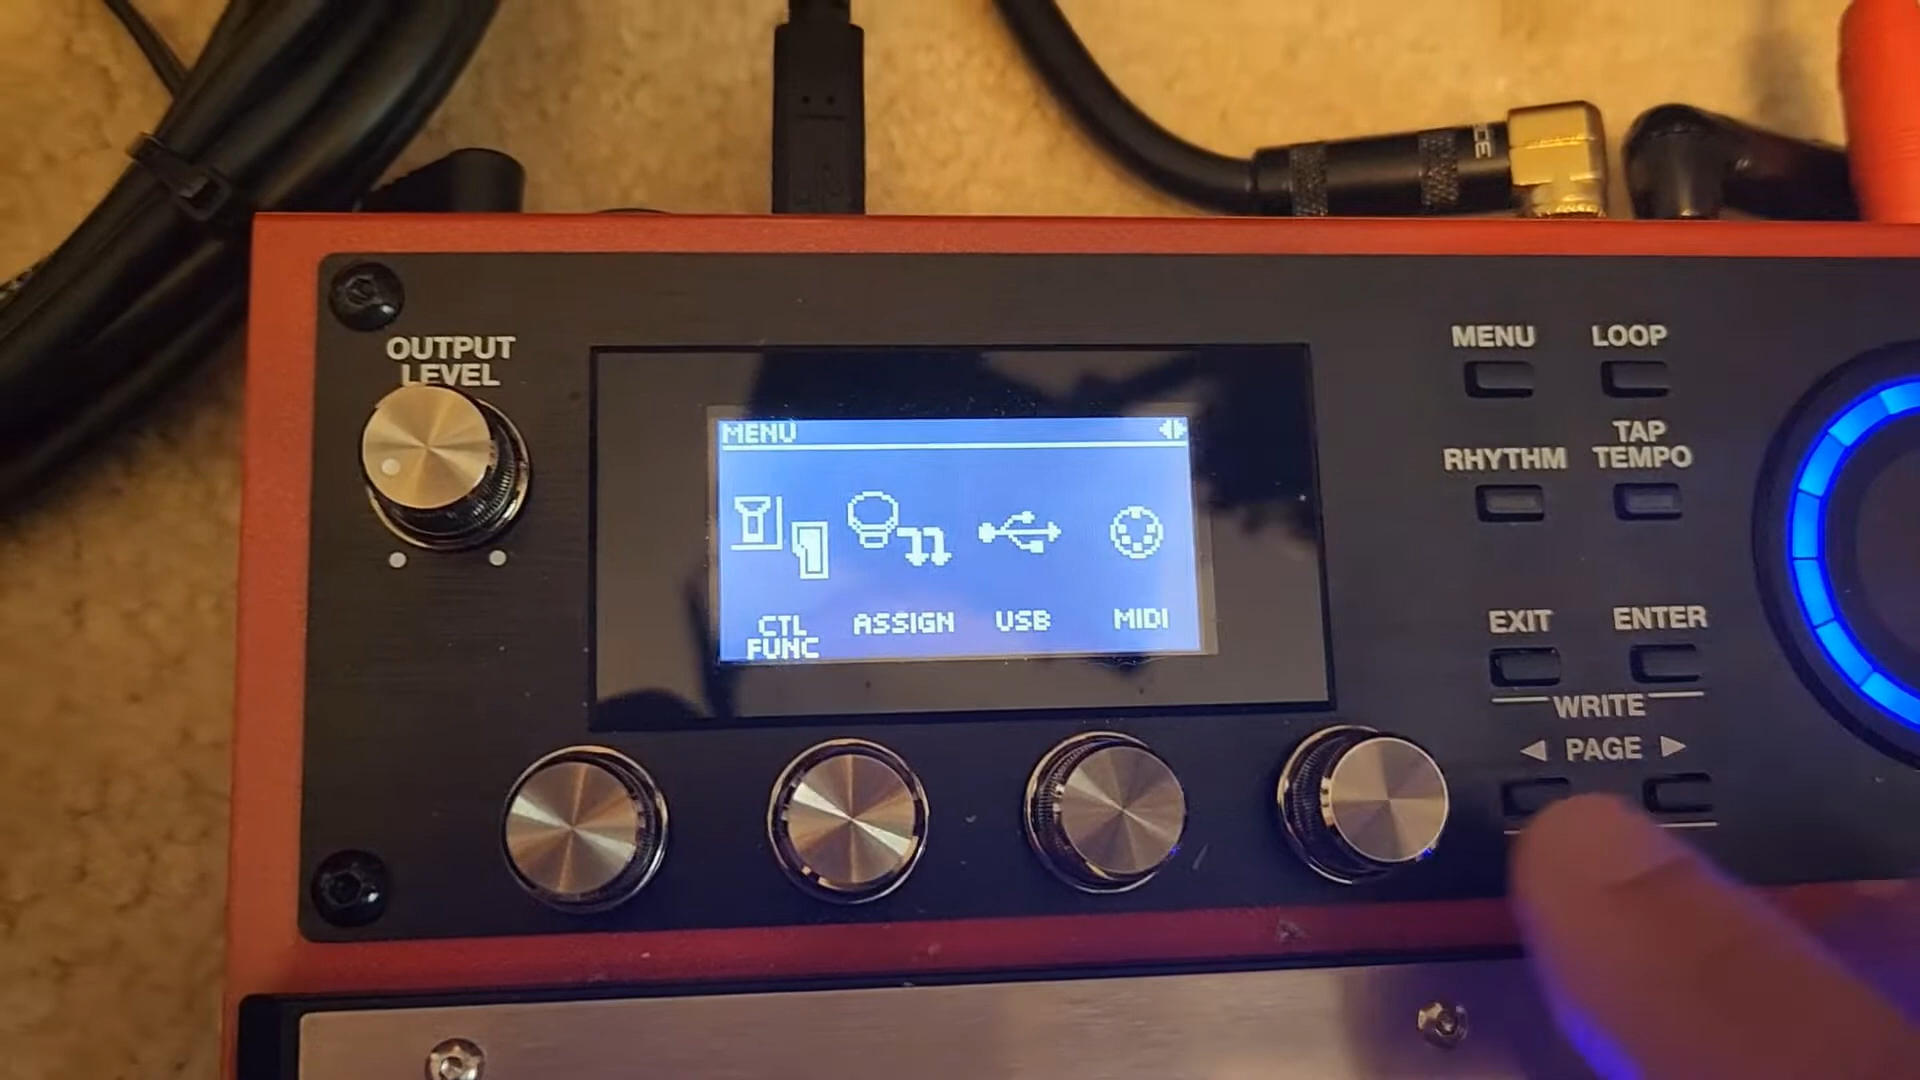 OUTPUT
LEVEL
MENU
CTL
FUNC
ASSIGN
USB
MIDI
MENU
LOOP
RHYTHM
TAP
TEMPO
EXIT
ENTER
WRITE
◀ PAGE ▶